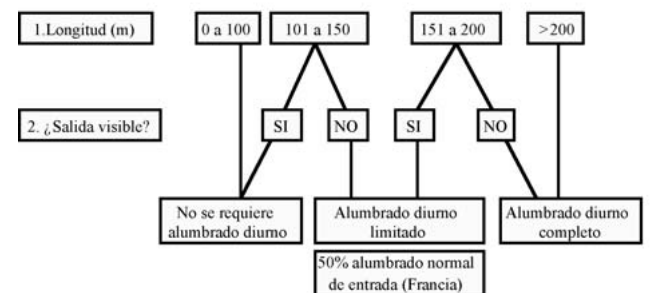 1.Longitud (m)
0 a 100
101 a 150
151 a 200
>200
2. ¿Salida visible?
SI
NO
SI
NO
No se requiere
alumbrado diurno
Alumbrado diurno
limitado
Alumbrado diurno
completo
50% alumbrado normal
de entrada (Francia)